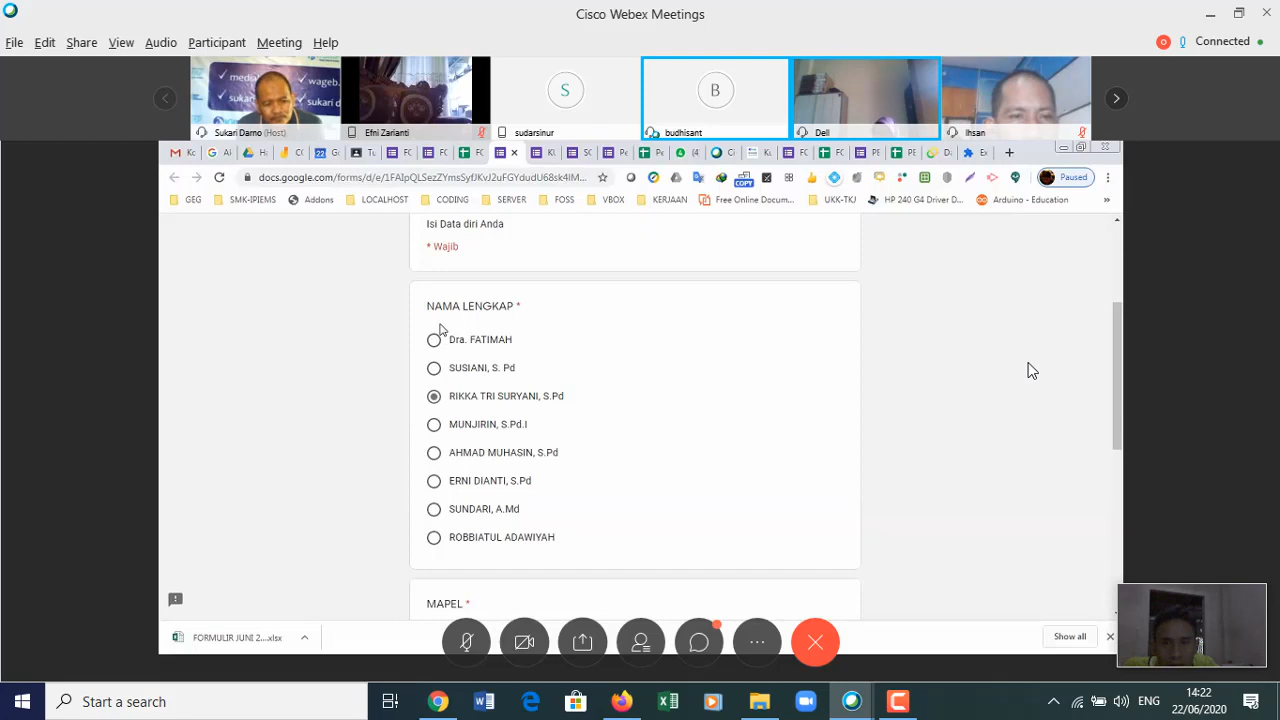 Cisco Webex Meetings
File Edit Share View Audio Participant Meeting Help
Connected
Sukari Darno (Host)
Efni Zarianti
S
sudarsinur
B
budhisant
Dell
Ihsan
docs.google.com/forms/d/e/1FAIpQLSezZYmsSyfJKvJ2uFGYdudU68sk4lM...
COPY
Paused
GEG SMK-IPIEMS Addons LOCALHOST CODING SERVER FOSS VBOX KERJAAN Free Online Docum... UKK-TKJ HP 240 G4 Driver D... Arduino - Education
Isi Data diri Anda
* Wajib
NAMA LENGKAP *
Dra. FATIMAH
SUSIANI, S. Pd
RIKKA TRI SURYANI, S.Pd
MUNJIRIN, S.Pd.I
AHMAD MUHASIN, S.Pd
ERNI DIANTI, S.Pd
SUNDARI, A.Md
ROBBIATUL ADAWIYAH
MAPEL *
FORMULIR JUNI 2....xlsx
Show all
Start a search
ENG
14:22
22/06/2020